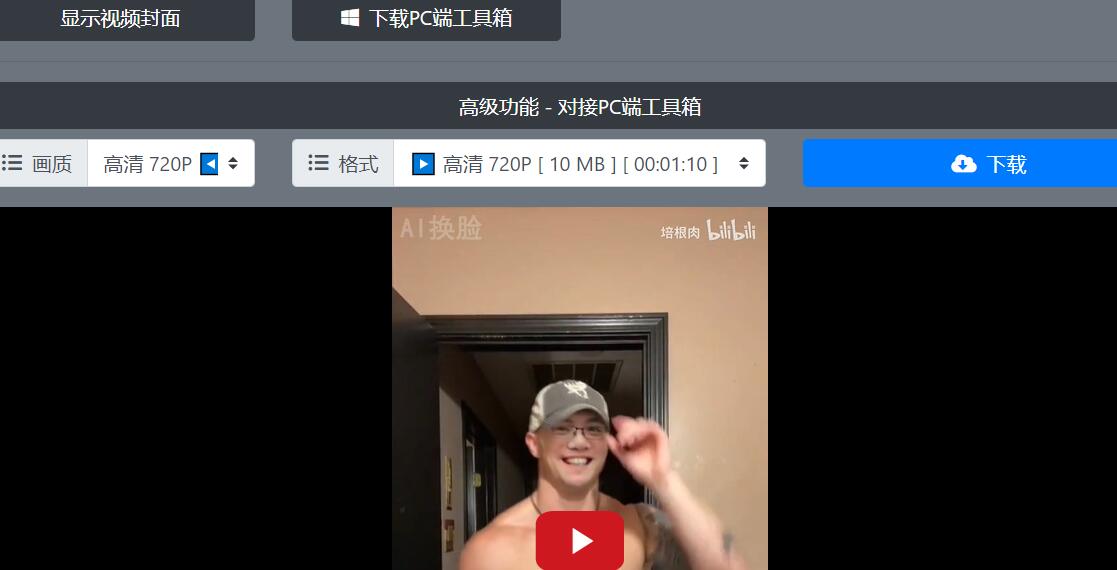 显示视频封面
下载PC端工具箱
高级功能 - 对接PC端工具箱
画质 高清 720P
格式 高清 720P [ 10 MB ] [ 00:01:10 ]
下载
AI换脸
培根肉 bilibili